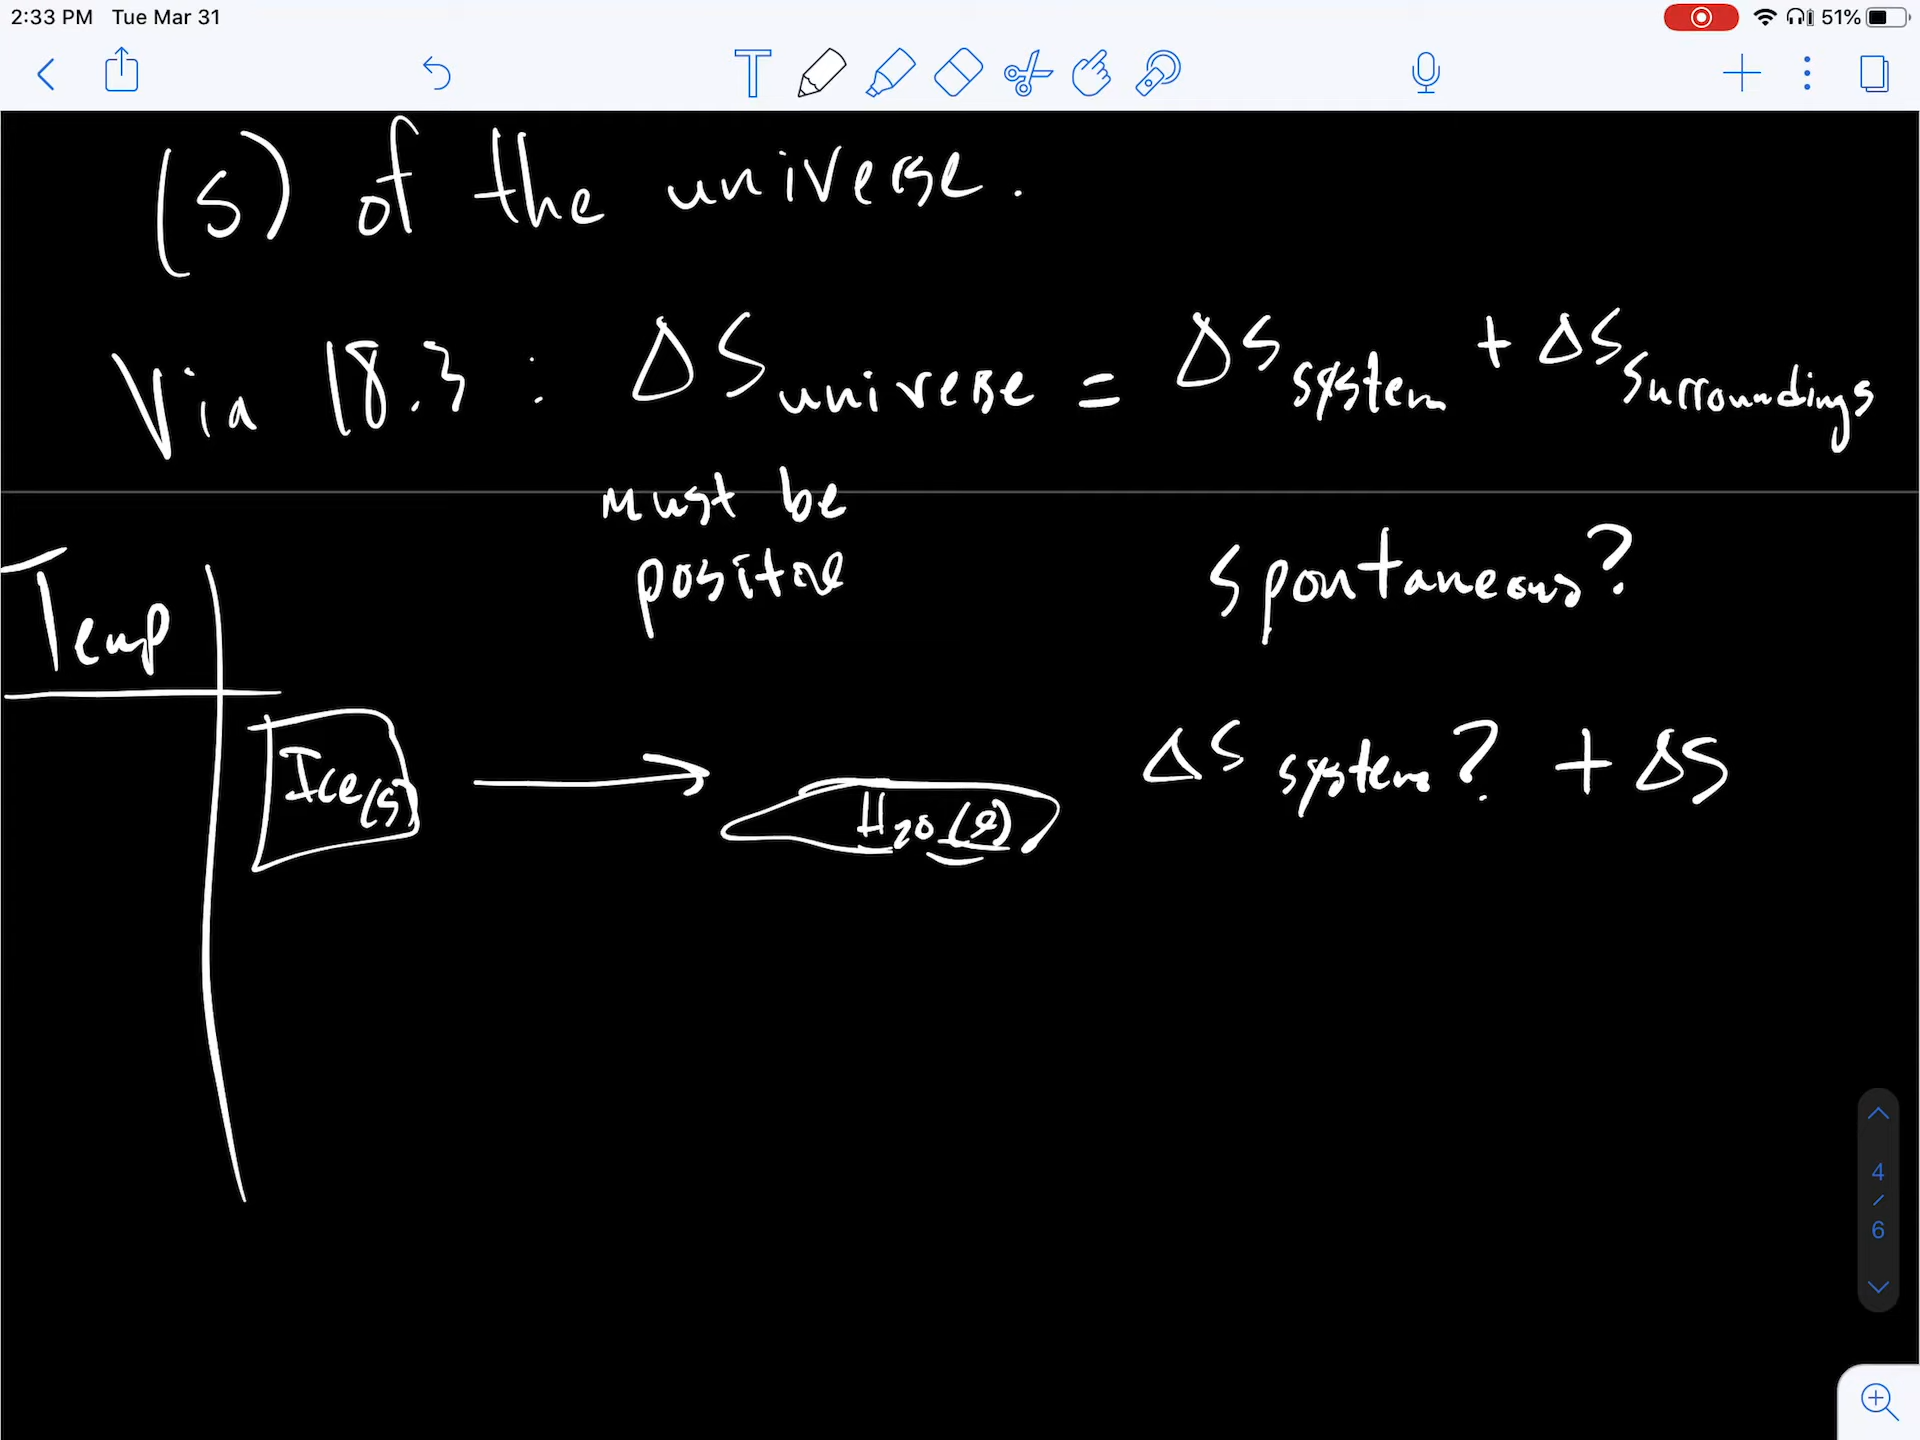 2:33 PM Tue Mar 31
51%
T
(S) of the universe.
Via 18.3 : ΔS universe = ΔS system + ΔS surroundings
must be
positive
spontaneous?
Temp
Ice(s) ⟶ H2O(l)
ΔS system? + ΔS
4
/
6